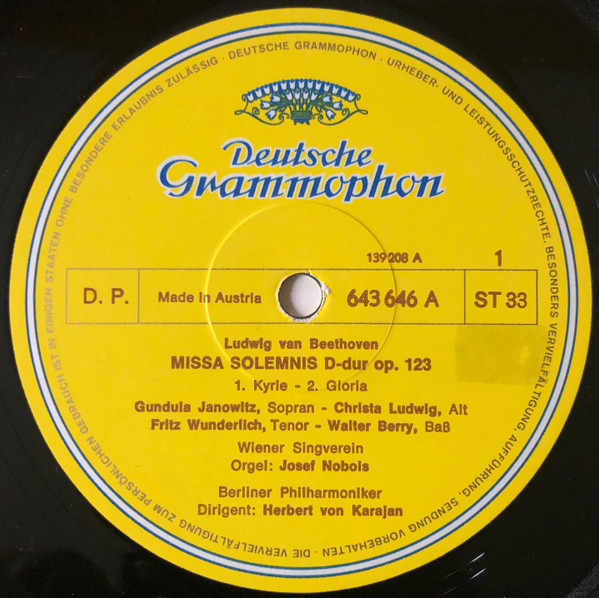 DIE VERVIELFÄLTIGUNG ZUM PERSÖNLICHEN GEBRAUCH IST IN EINIGEN STAATEN OHNE BESONDERE ERLAUBNIS ZULÄSSIG · DEUTSCHE GRAMMOPHON · URHEBER- UND LEISTUNGSSCHUTZRECHTE, BESONDERS VERVIELFÄLTIGUNG, AUFFÜHRUNG, SENDUNG VORBEHALTEN ·
Deutsche
Grammophon
139208 A
1
D. P.
Made in Austria
643 646 A
ST 33
Ludwig van Beethoven
MISSA SOLEMNIS D-dur op. 123
1. Kyrie - 2. Gloria
Gundula Janowitz, Sopran - Christa Ludwig, Alt
Fritz Wunderlich, Tenor - Walter Berry, Baß
Wiener Singverein
Orgel: Josef Nobois
Berliner Philharmoniker
Dirigent: Herbert von Karajan